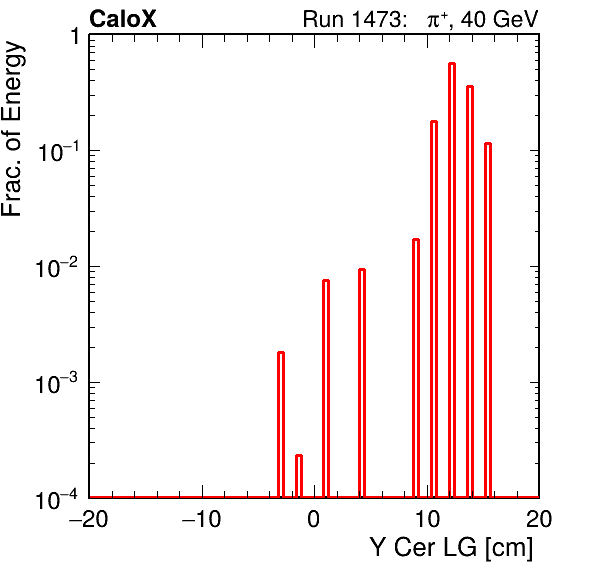 CaloX Run 1473: π⁺, 40 GeV
Frac. of Energy
1
10⁻¹
10⁻²
10⁻³
10⁻⁴
−20 −10 0 10 20
Y Cer LG [cm]